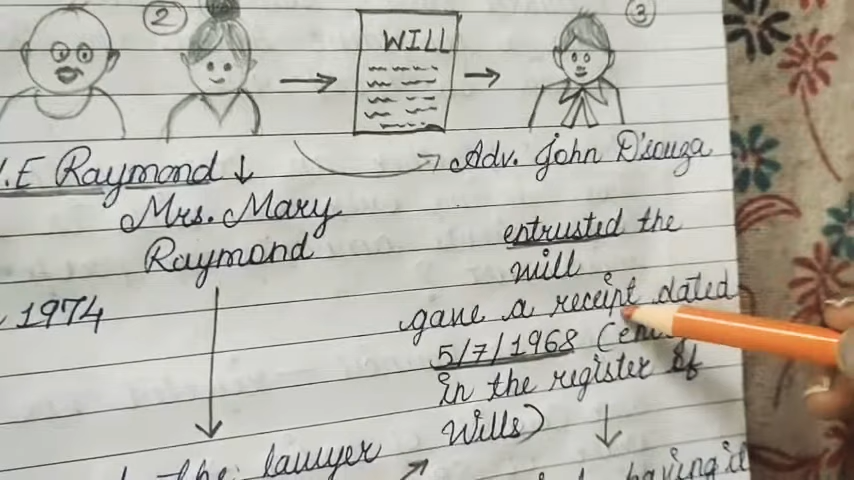 2
3
WILL
.E Raymond
Adv. John D'souza
Mrs. Mary
Raymond
entrusted the
will
1974
gave a receipt dated
5/7/1968
in the register of
Wills)
the lawyer
having